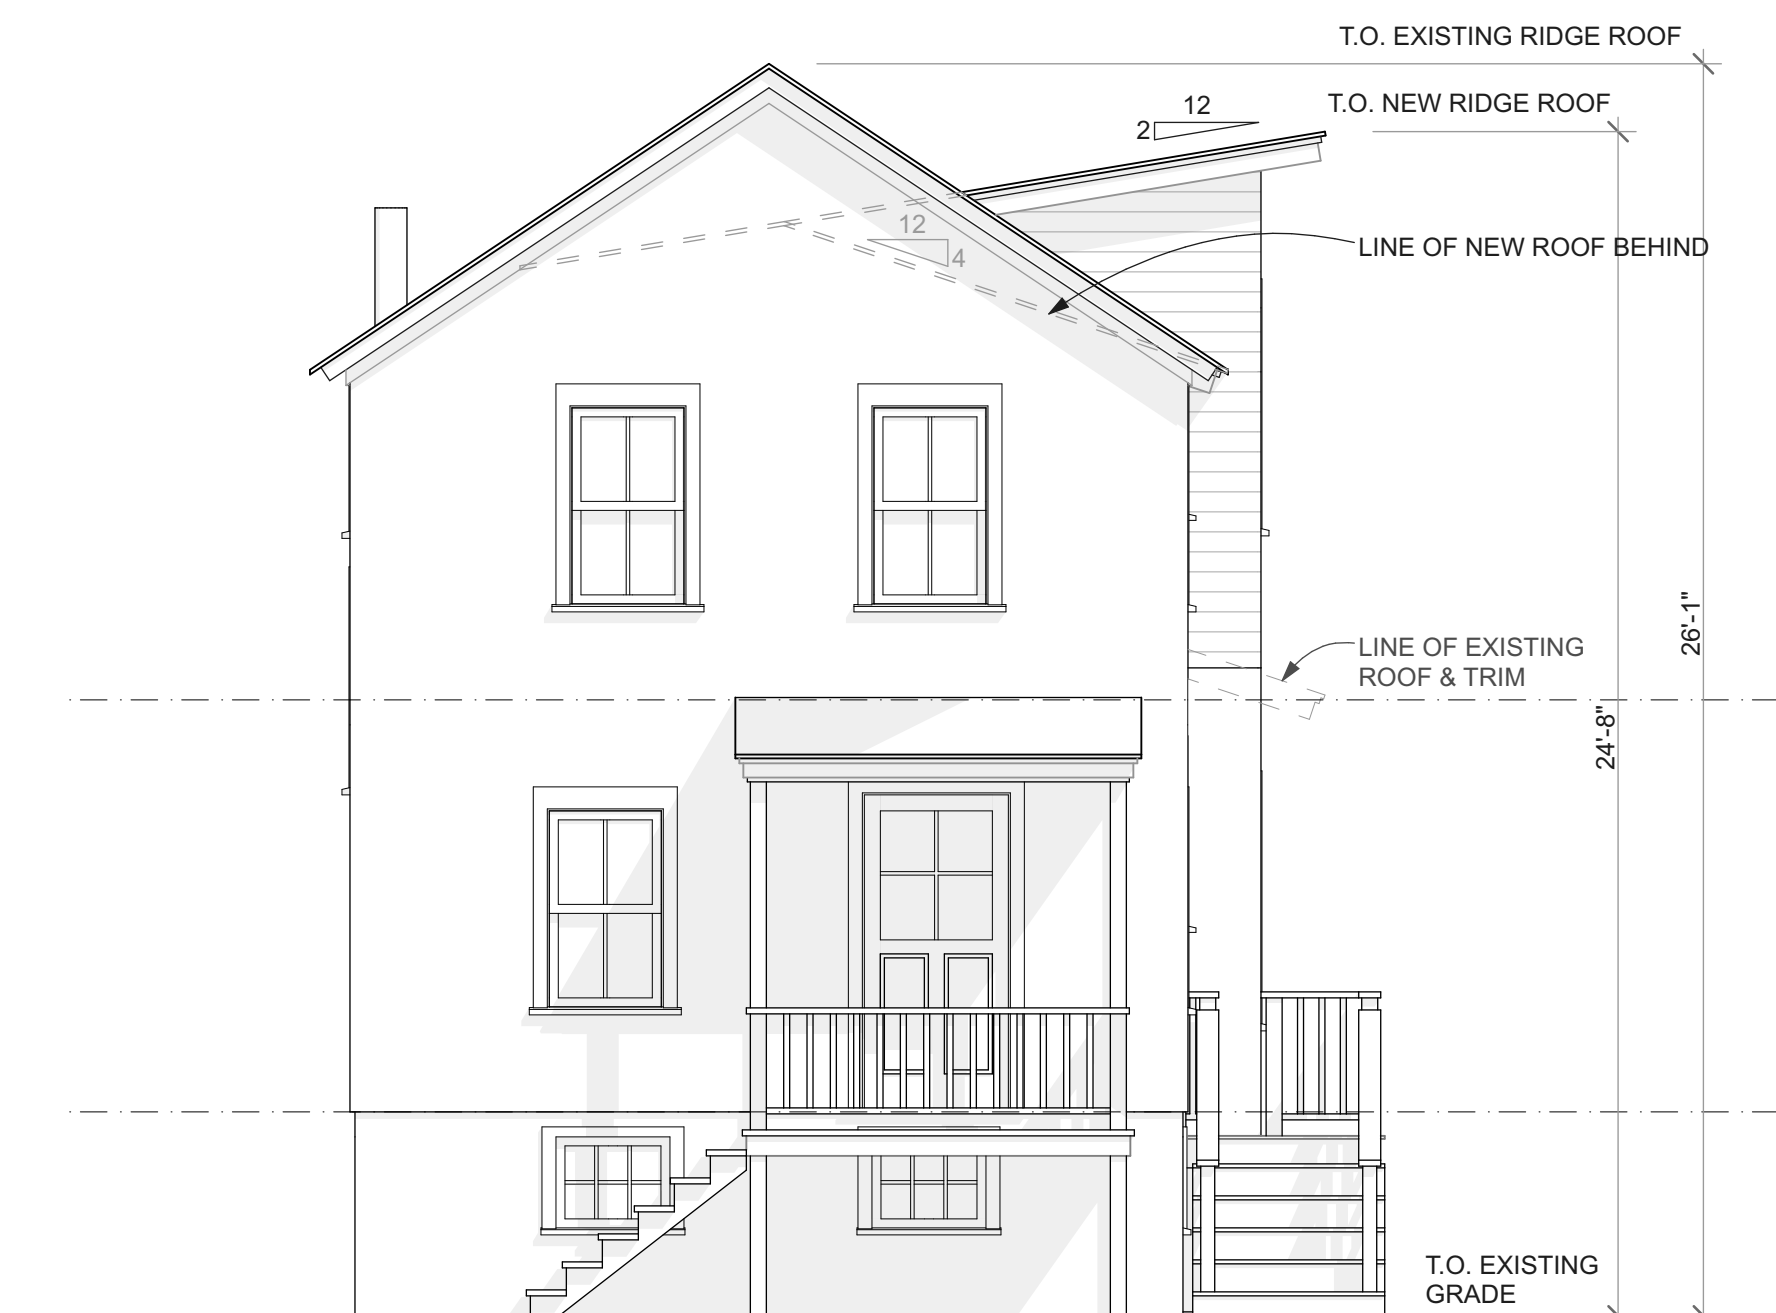 T.O. EXISTING RIDGE ROOF
12
2
T.O. NEW RIDGE ROOF
12
4
LINE OF NEW ROOF BEHIND
26'-1"
LINE OF EXISTING
ROOF & TRIM
24'-8"
T.O. EXISTING
GRADE